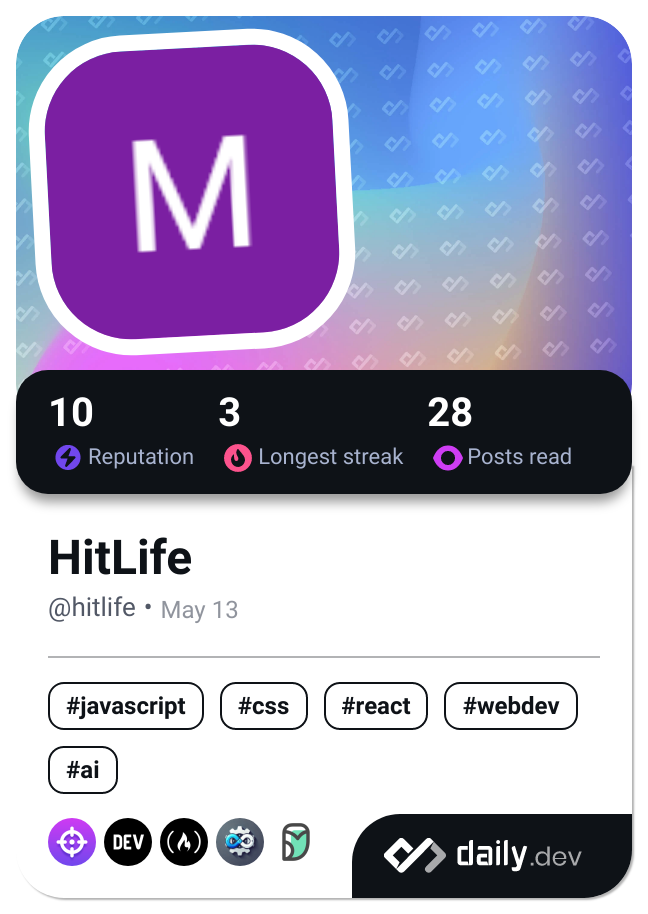 M
10 3 28
Reputation Longest streak Posts read
HitLife
@hitlife • May 13
#javascript #css #react #webdev
#ai
DEV
daily.dev